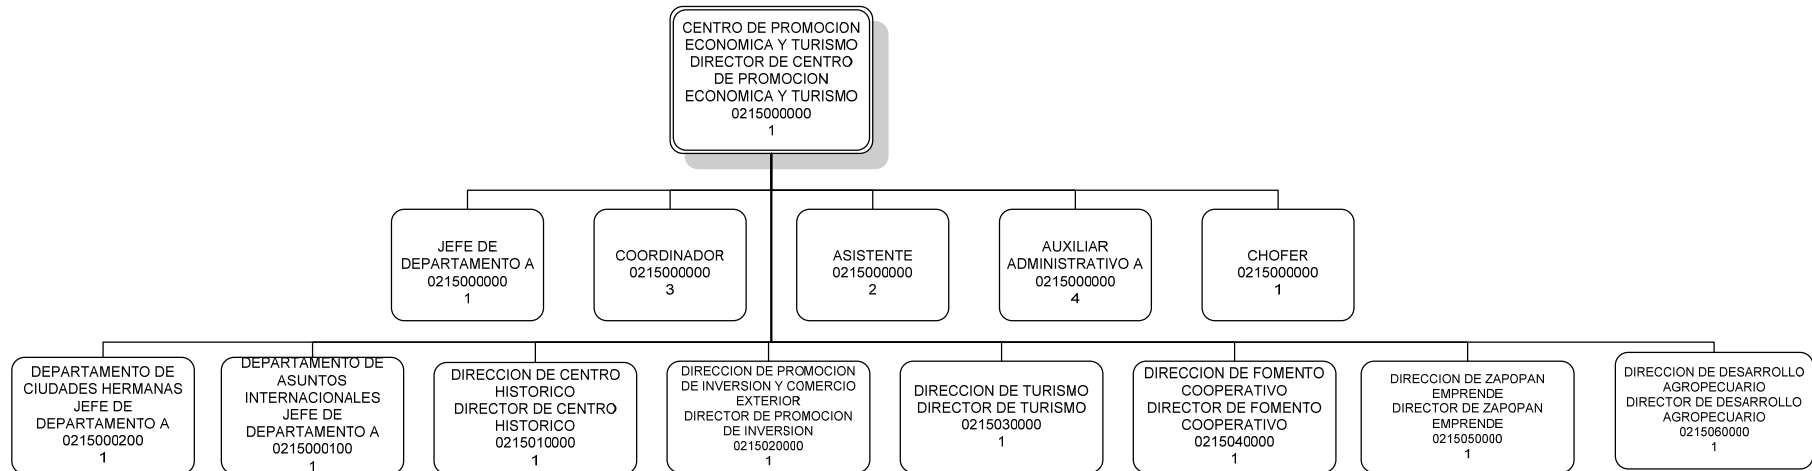 CENTRO DE PROMOCION
ECONOMICA Y TURISMO
DIRECTOR DE CENTRO
DE PROMOCION
ECONOMICA Y TURISMO
0215000000
1
JEFE DE
DEPARTAMENTO A
0215000000
1
COORDINADOR
0215000000
3
ASISTENTE
0215000000
2
AUXILIAR
ADMINISTRATIVO A
0215000000
4
CHOFER
0215000000
1
DEPARTAMENTO DE
CIUDADES HERMANAS
JEFE DE
DEPARTAMENTO A
0215000200
1
DEPARTAMENTO DE
ASUNTOS
INTERNACIONALES
JEFE DE
DEPARTAMENTO A
0215000100
1
DIRECCION DE CENTRO
HISTORICO
DIRECTOR DE CENTRO
HISTORICO
0215010000
1
DIRECCION DE PROMOCION
DE INVERSION Y COMERCIO
EXTERIOR
DIRECTOR DE PROMOCION
DE INVERSION
0215020000
1
DIRECCION DE TURISMO
DIRECTOR DE TURISMO
0215030000
1
DIRECCION DE FOMENTO
COOPERATIVO
DIRECTOR DE FOMENTO
COOPERATIVO
0215040000
1
DIRECCION DE ZAPOPAN
EMPRENDE
DIRECTOR DE ZAPOPAN
EMPRENDE
0215050000
1
DIRECCION DE DESARROLLO
AGROPECUARIO
DIRECTOR DE DESARROLLO
AGROPECUARIO
0215060000
1